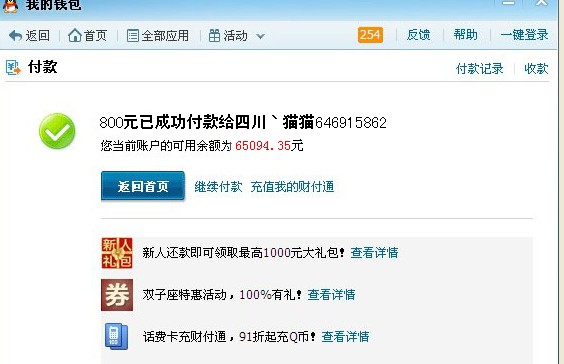 我的钱包
返回 首页 全部应用 活动 254 反馈 帮助 一键登录
付款 付款记录 收款
800元已成功付款给四川丶猫猫646915862
您当前账户的可用余额为 65094.35元
返回首页 继续付款 充值我的财付通
新人礼包 新人还款即可领取最高1000元大礼包! 查看详情
券 双子座特惠活动，100%有礼! 查看详情
100 话费卡充财付通，91折起充Q币! 查看详情